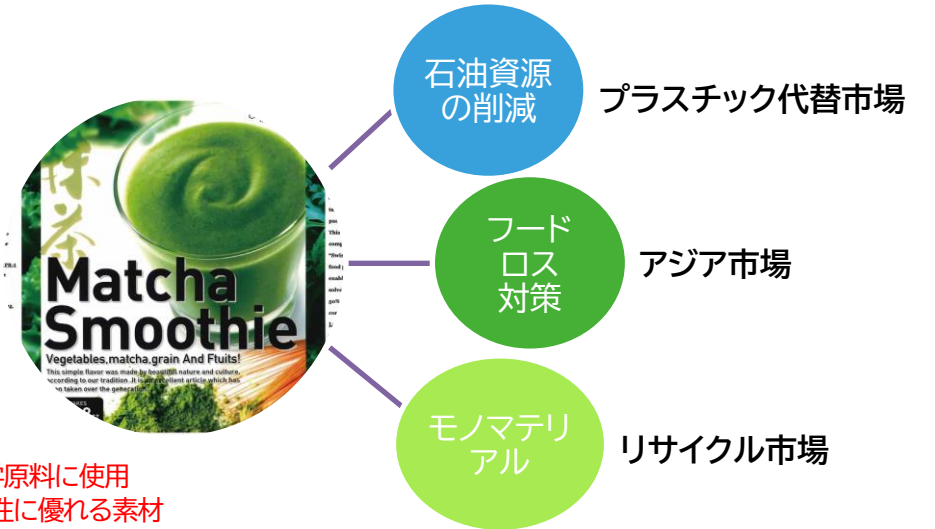 石油資源
の削減
プラスチック代替市場
フード
ロス
対策
アジア市場
モノマテリ
アル
リサイクル市場
抹
茶
Matcha
Smoothie
Vegetables,matcha,grain And Fluits!
This simple flavor was made by beautiful nature and culture,
according to our tradition. It is an excellent article which has
taken over the generation
原料に使用
性に優れる素材